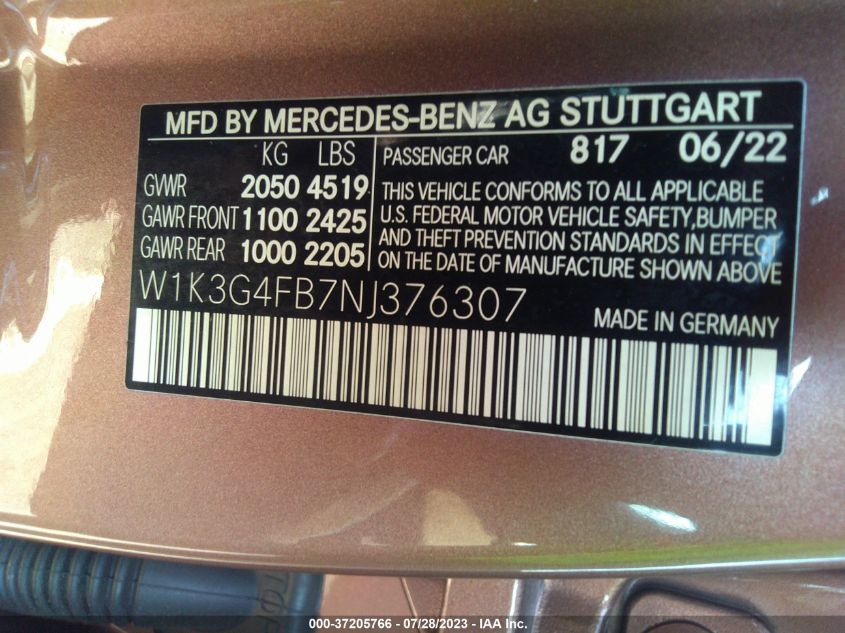 MFD BY MERCEDES-BENZ AG STUTTGART
KG LBS
GVWR 2050 4519
GAWR FRONT 1100 2425
GAWR REAR 1000 2205
PASSENGER CAR 817 06/22
THIS VEHICLE CONFORMS TO ALL APPLICABLE
U.S. FEDERAL MOTOR VEHICLE SAFETY,BUMPER
AND THEFT PREVENTION STANDARDS IN EFFECT
ON THE DATE OF MANUFACTURE SHOWN ABOVE
W1K3G4FB7NJ376307
MADE IN GERMANY
000-37205766 - 07/28/2023 - IAA Inc.